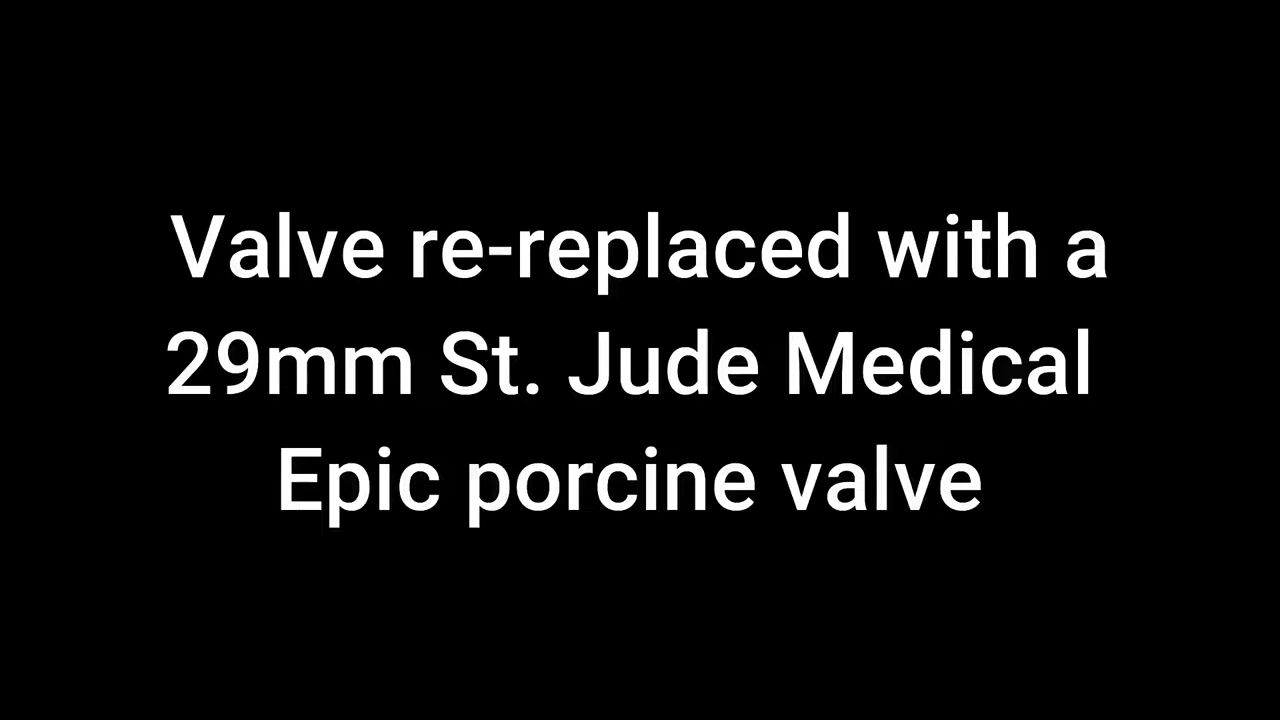 Valve re-replaced with a
29mm St. Jude Medical
Epic porcine valve